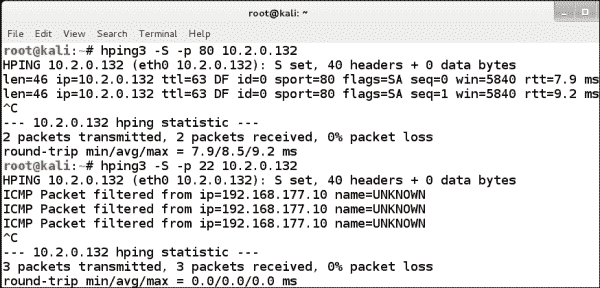 root@kali: ~
File Edit View Search Terminal Help
root@kali:~# hping3 -S -p 80 10.2.0.132
HPING 10.2.0.132 (eth0 10.2.0.132): S set, 40 headers + 0 data bytes
len=46 ip=10.2.0.132 ttl=63 DF id=0 sport=80 flags=SA seq=0 win=5840 rtt=7.9 ms
len=46 ip=10.2.0.132 ttl=63 DF id=0 sport=80 flags=SA seq=1 win=5840 rtt=9.2 ms
^C
--- 10.2.0.132 hping statistic ---
2 packets transmitted, 2 packets received, 0% packet loss
round-trip min/avg/max = 7.9/8.5/9.2 ms
root@kali:~# hping3 -S -p 22 10.2.0.132
HPING 10.2.0.132 (eth0 10.2.0.132): S set, 40 headers + 0 data bytes
ICMP Packet filtered from ip=192.168.177.10 name=UNKNOWN
ICMP Packet filtered from ip=192.168.177.10 name=UNKNOWN
ICMP Packet filtered from ip=192.168.177.10 name=UNKNOWN
^C
--- 10.2.0.132 hping statistic ---
3 packets transmitted, 3 packets received, 0% packet loss
round-trip min/avg/max = 0.0/0.0/0.0 ms